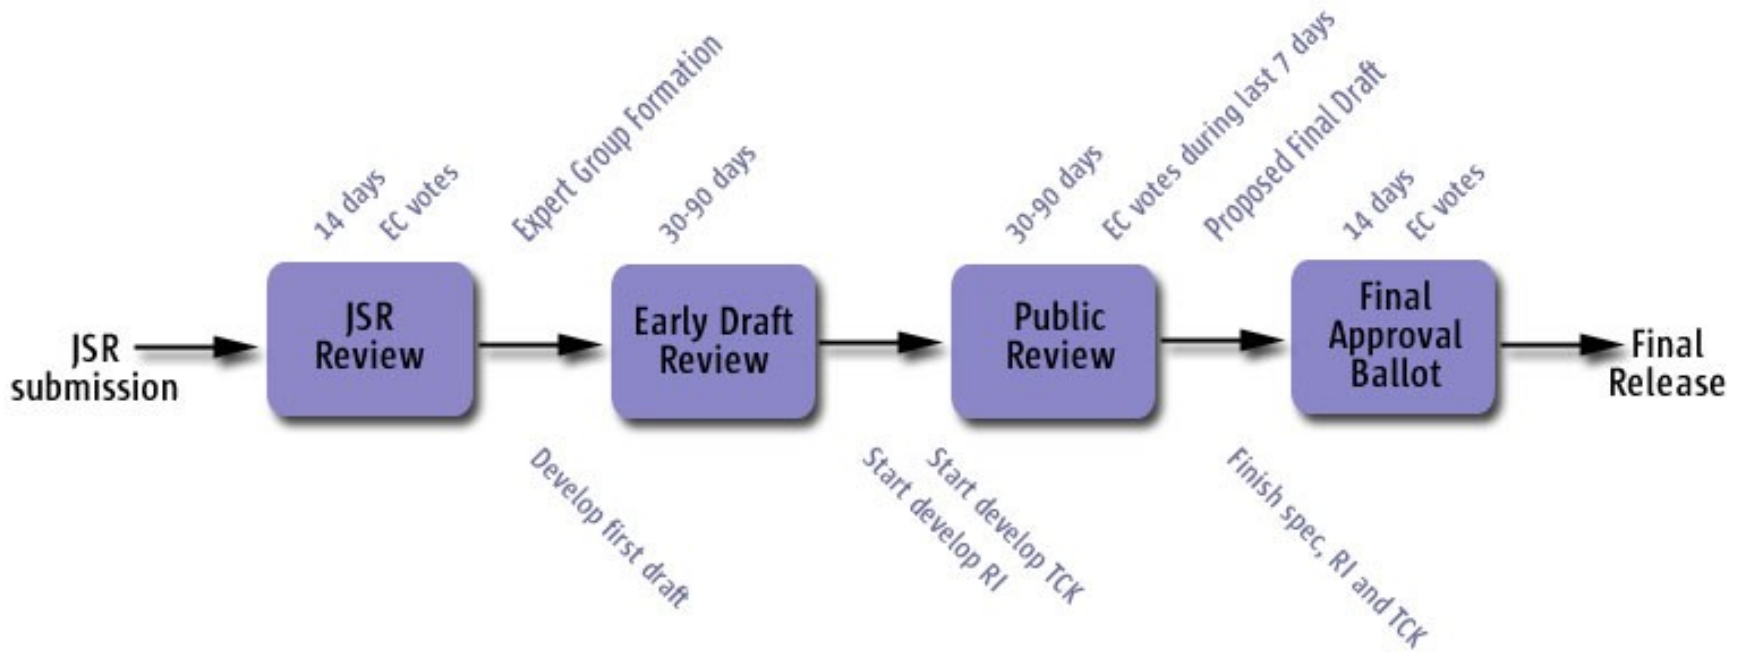 14 days
EC votes
Expert Group Formation
30-90 days
30-90 days
EC votes during last 7 days
Proposed Final Draft
14 days
EC votes
JSR
submission
JSR
Review
Early Draft
Review
Public
Review
Final
Approval
Ballot
Final
Release
Develop first draft
Start develop RI
Start develop TCK
Finish spec, RI and TCK